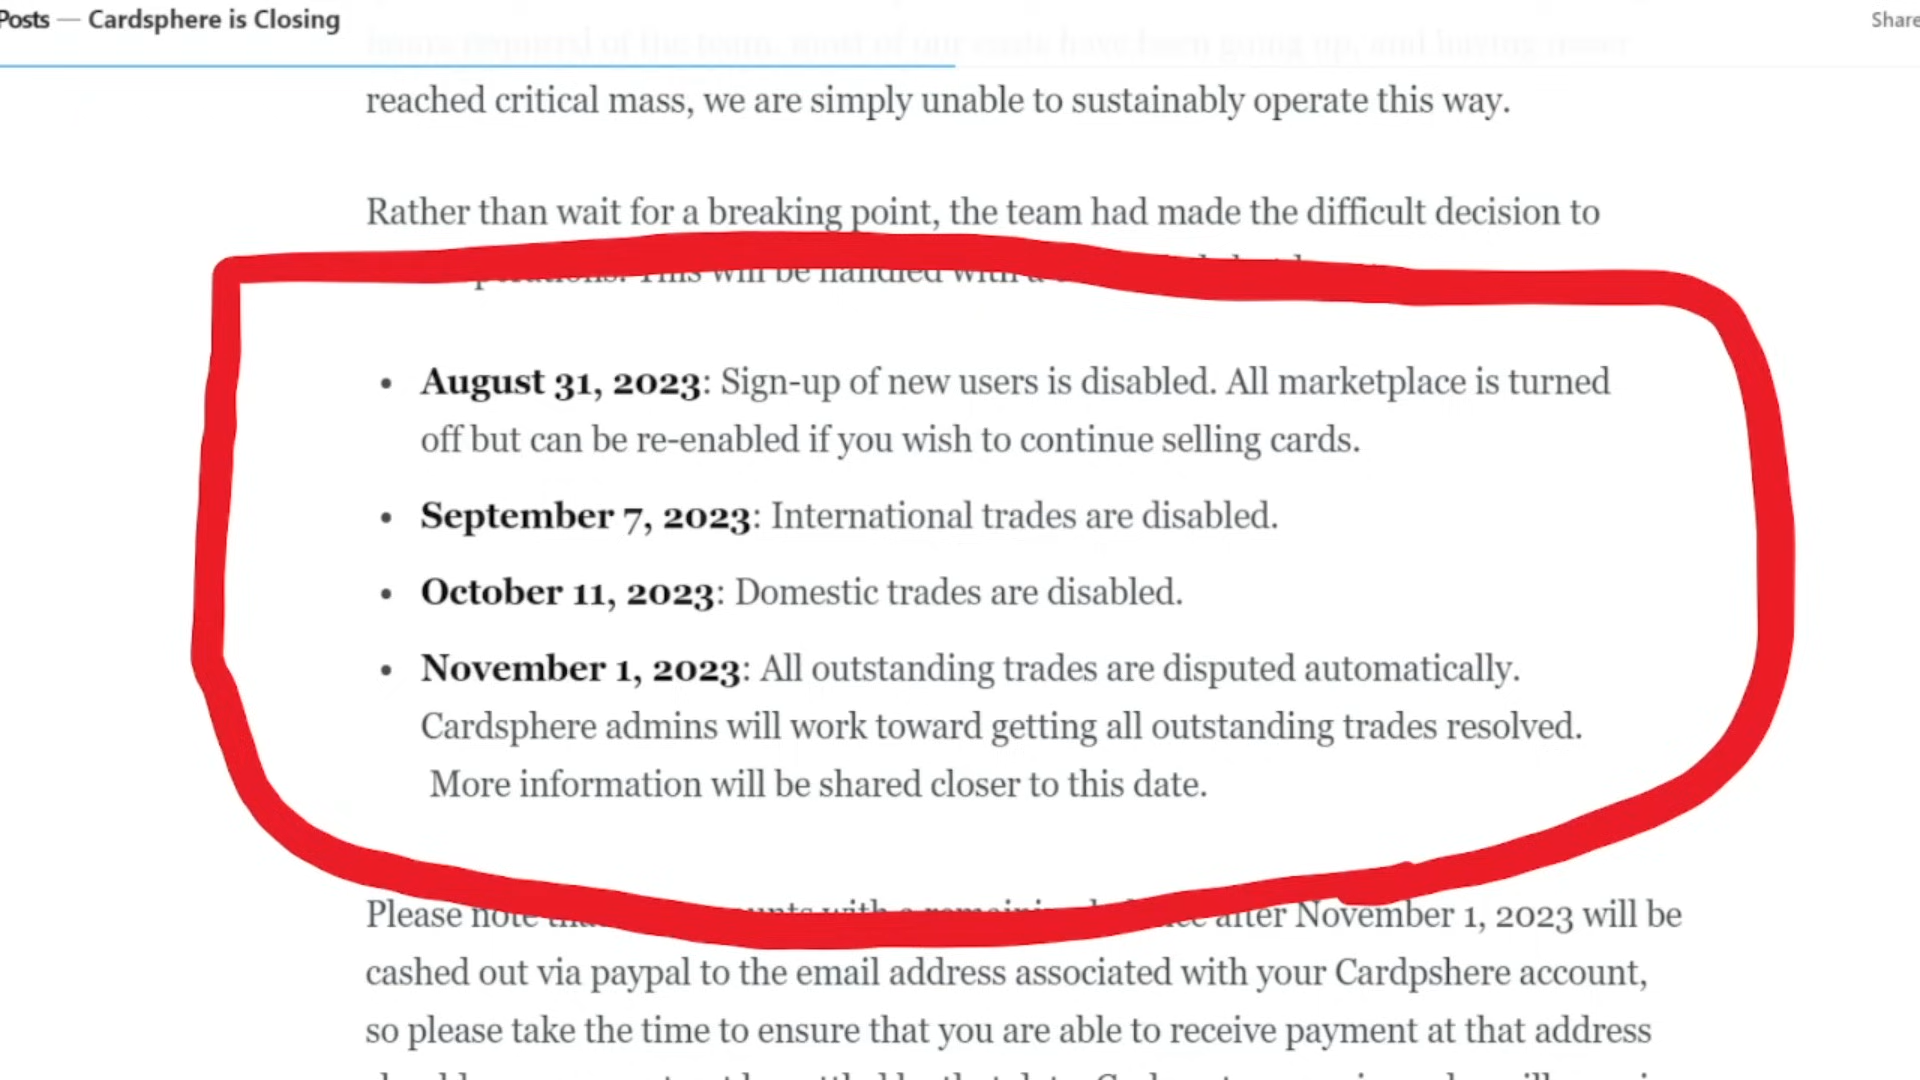 Posts — Cardsphere is Closing
Share
reached critical mass, we are simply unable to sustainably operate this way.
Rather than wait for a breaking point, the team had made the difficult decision to
This will be handled with a
• August 31, 2023: Sign-up of new users is disabled. All marketplace is turned
off but can be re-enabled if you wish to continue selling cards.
• September 7, 2023: International trades are disabled.
• October 11, 2023: Domestic trades are disabled.
• November 1, 2023: All outstanding trades are disputed automatically.
Cardsphere admins will work toward getting all outstanding trades resolved.
More information will be shared closer to this date.
Please note after November 1, 2023 will be
cashed out via paypal to the email address associated with your Cardpshere account,
so please take the time to ensure that you are able to receive payment at that address